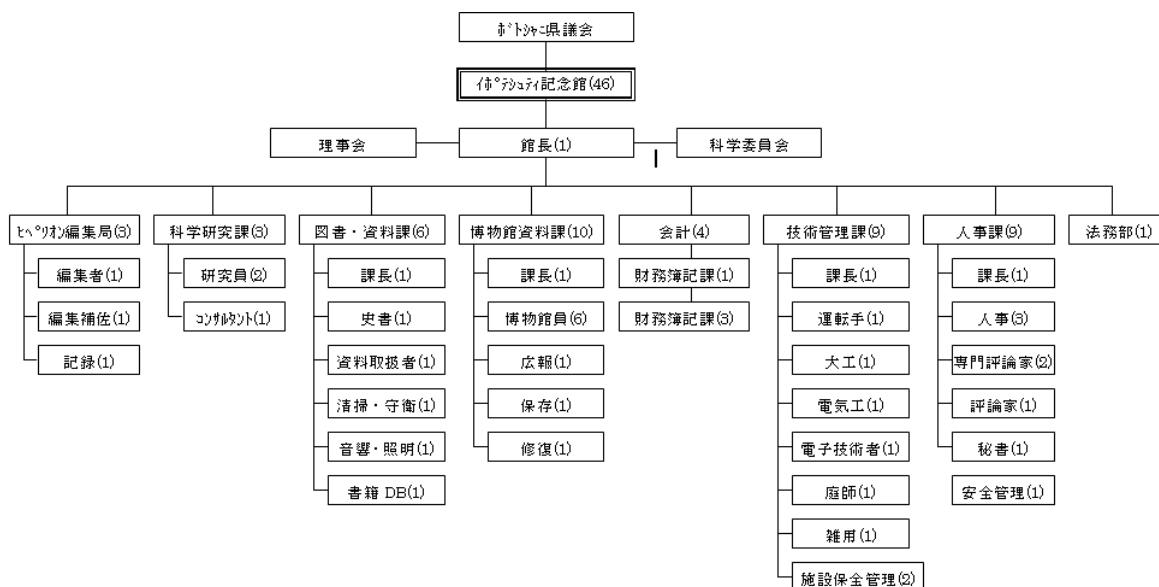 ﾎﾞﾄｼｬﾆ県議会
ｲﾎﾟﾃｼｭﾃｨ記念館(46)
理事会
館長(1)
科学委員会
ﾋﾍﾟﾘｵﾝ編集局(3)
科学研究課(3)
図書・資料課(6)
博物館資料課(10)
会計(4)
技術管理課(9)
人事課(9)
法務部(1)
編集者(1)
研究員(2)
課長(1)
課長(1)
財務簿記課(1)
課長(1)
課長(1)
編集補佐(1)
ｺﾝｻﾙﾀﾝﾄ(1)
史書(1)
博物館員(6)
財務簿記課(3)
運転手(1)
人事(3)
記録(1)
資料取扱者(1)
広報(1)
大工(1)
専門評論家(2)
清掃・守衛(1)
保存(1)
電気工(1)
評論家(1)
音響・照明(1)
修復(1)
電子技術者(1)
秘書(1)
書籍 DB(1)
庭師(1)
安全管理(1)
雑用(1)
施設保全管理(2)